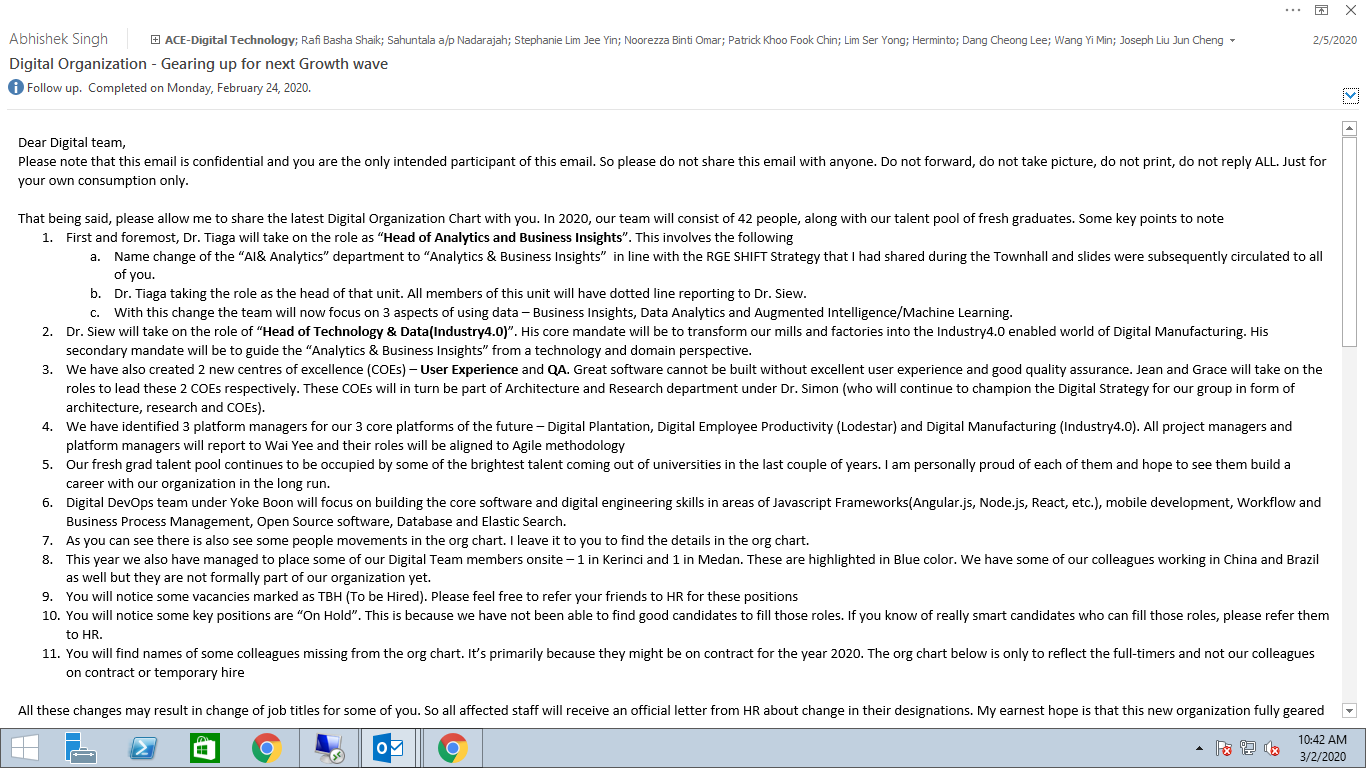 Abhishek Singh
ACE-Digital Technology; Rafi Basha Shaik; Sahuntala a/p Nadarajah; Stephanie Lim Jee Yin; Noorezza Binti Omar; Patrick Khoo Fook Chin; Lim Ser Yong; Herminto; Dang Cheong Lee; Wang Yi Min; Joseph Liu Jun Cheng
2/5/2020
Digital Organization - Gearing up for next Growth wave
Follow up. Completed on Monday, February 24, 2020.
Dear Digital team,
Please note that this email is confidential and you are the only intended participant of this email. So please do not share this email with anyone. Do not forward, do not take picture, do not print, do not reply ALL. Just for
your own consumption only.
That being said, please allow me to share the latest Digital Organization Chart with you. In 2020, our team will consist of 42 people, along with our talent pool of fresh graduates. Some key points to note
1. First and foremost, Dr. Tiaga will take on the role as “Head of Analytics and Business Insights”. This involves the following
a. Name change of the “AI& Analytics” department to “Analytics & Business Insights” in line with the RGE SHIFT Strategy that I had shared during the Townhall and slides were subsequently circulated to all
of you.
b. Dr. Tiaga taking the role as the head of that unit. All members of this unit will have dotted line reporting to Dr. Siew.
c. With this change the team will now focus on 3 aspects of using data – Business Insights, Data Analytics and Augmented Intelligence/Machine Learning.
2. Dr. Siew will take on the role of “Head of Technology & Data(Industry4.0)”. His core mandate will be to transform our mills and factories into the Industry4.0 enabled world of Digital Manufacturing. His
secondary mandate will be to guide the “Analytics & Business Insights” from a technology and domain perspective.
3. We have also created 2 new centres of excellence (COEs) – User Experience and QA. Great software cannot be built without excellent user experience and good quality assurance. Jean and Grace will take on the
roles to lead these 2 COEs respectively. These COEs will in turn be part of Architecture and Research department under Dr. Simon (who will continue to champion the Digital Strategy for our group in form of
architecture, research and COEs).
4. We have identified 3 platform managers for our 3 core platforms of the future – Digital Plantation, Digital Employee Productivity (Lodestar) and Digital Manufacturing (Industry4.0). All project managers and
platform managers will report to Wai Yee and their roles will be aligned to Agile methodology
5. Our fresh grad talent pool continues to be occupied by some of the brightest talent coming out of universities in the last couple of years. I am personally proud of each of them and hope to see them build a
career with our organization in the long run.
6. Digital DevOps team under Yoke Boon will focus on building the core software and digital engineering skills in areas of Javascript Frameworks(Angular.js, Node.js, React, etc.), mobile development, Workflow and
Business Process Management, Open Source software, Database and Elastic Search.
7. As you can see there is also see some people movements in the org chart. I leave it to you to find the details in the org chart.
8. This year we also have managed to place some of our Digital Team members onsite – 1 in Kerinci and 1 in Medan. These are highlighted in Blue color. We have some of our colleagues working in China and Brazil
as well but they are not formally part of our organization yet.
9. You will notice some vacancies marked as TBH (To be Hired). Please feel free to refer your friends to HR for these positions
10. You will notice some key positions are “On Hold”. This is because we have not been able to find good candidates to fill those roles. If you know of really smart candidates who can fill those roles, please refer them
to HR.
11. You will find names of some colleagues missing from the org chart. It’s primarily because they might be on contract for the year 2020. The org chart below is only to reflect the full-timers and not our colleagues
on contract or temporary hire
All these changes may result in change of job titles for some of you. So all affected staff will receive an official letter from HR about change in their designations. My earnest hope is that this new organization fully geared
10:42 AM
3/2/2020